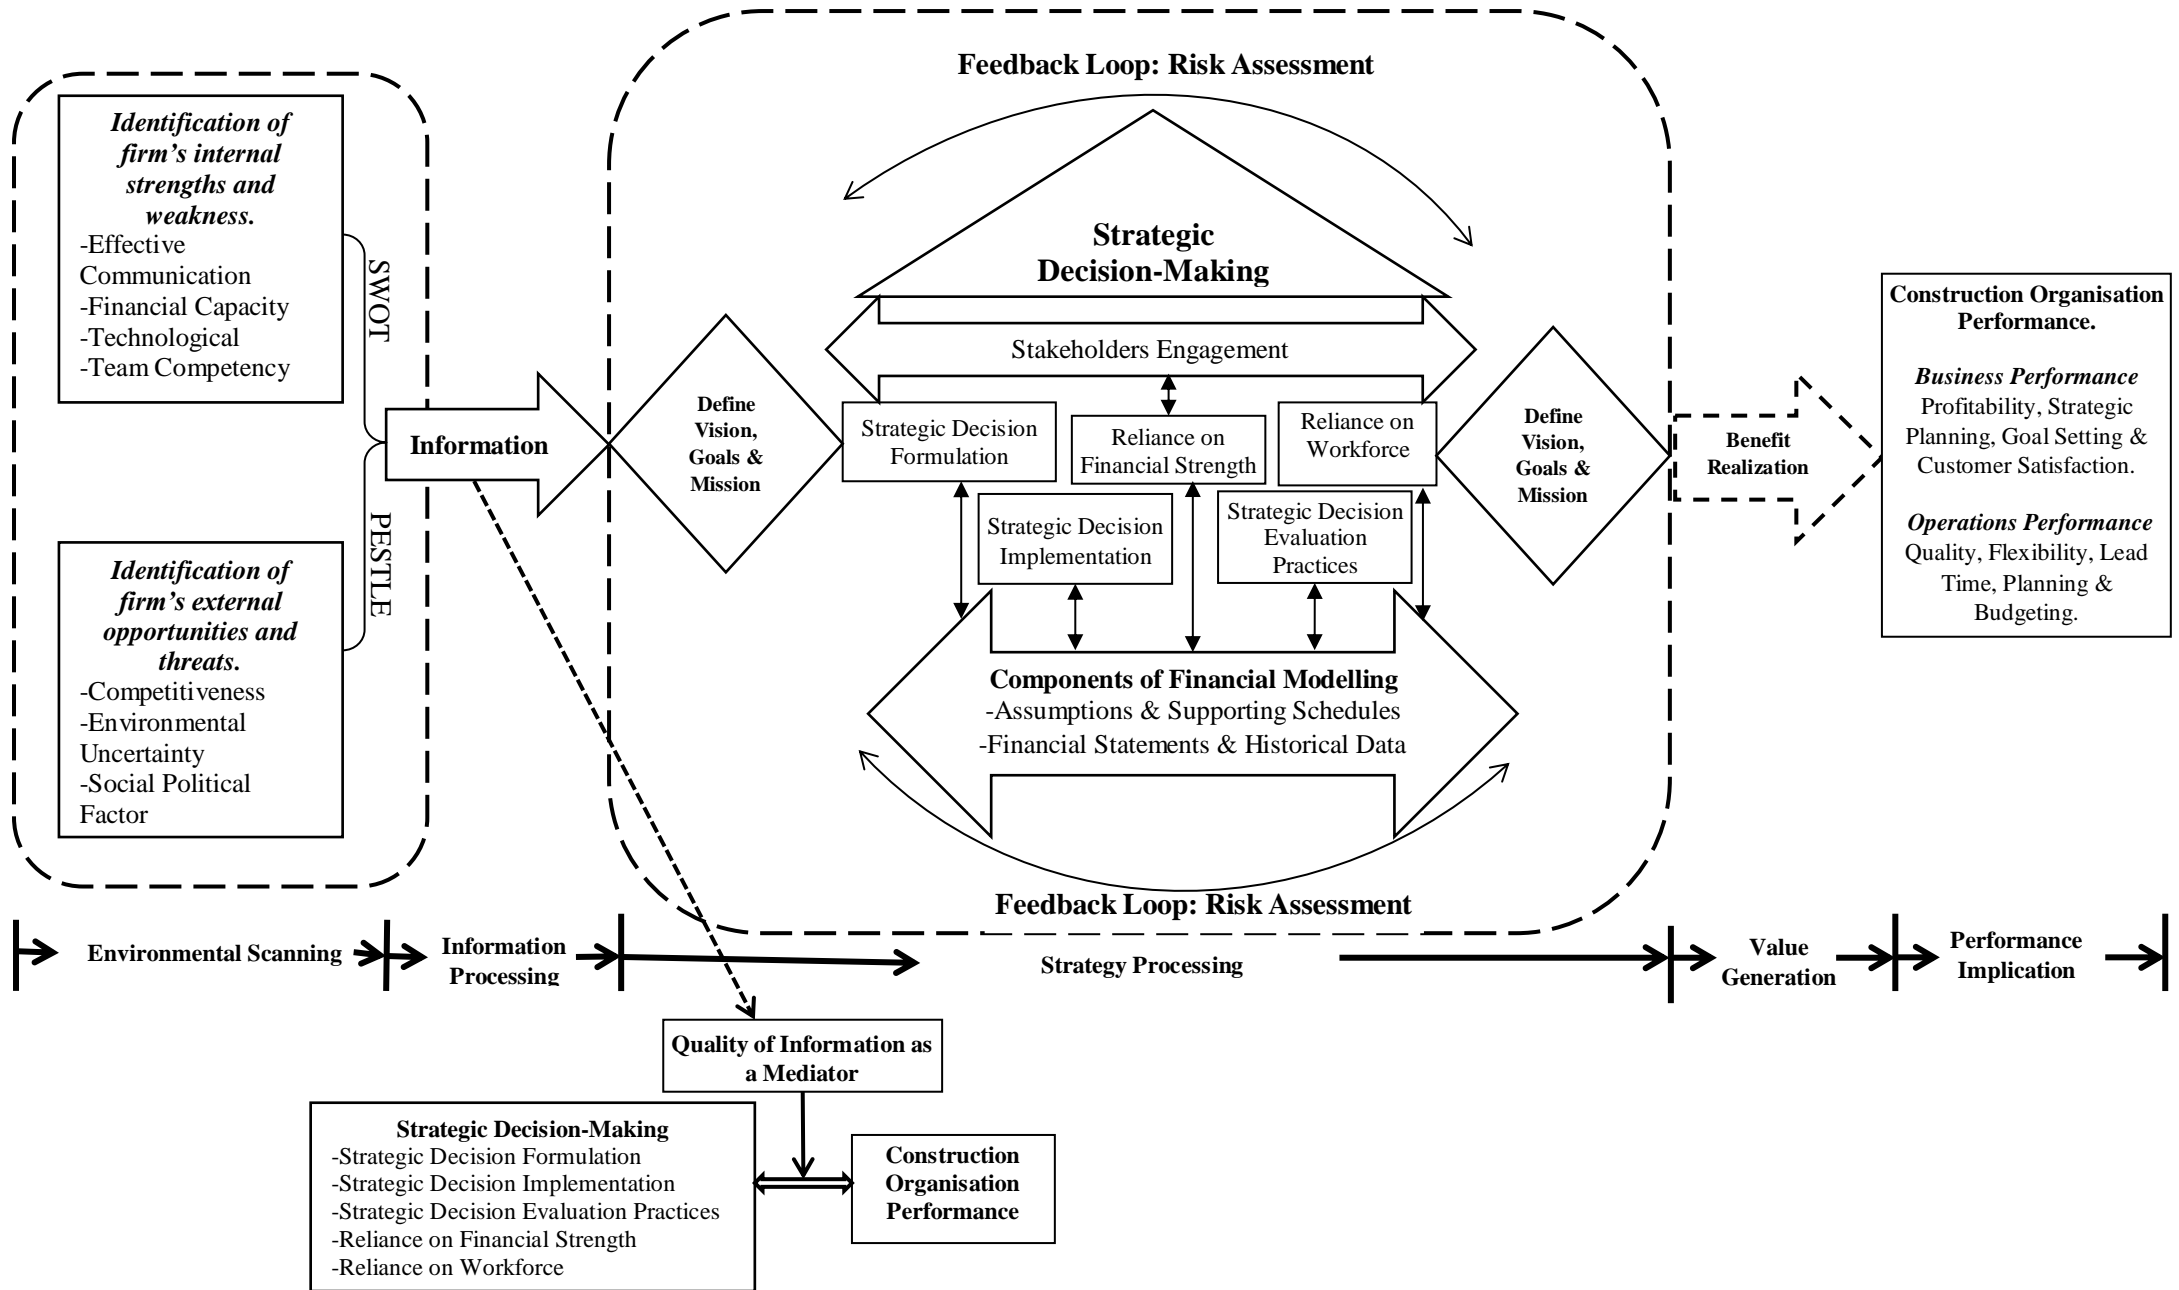 Feedback Loop: Risk Assessment
Identification of
firm's internal
strengths and
weakness.
-Effective
Communication
-Financial Capacity
-Technological
-Team Competency
SWOT
PESTLE
Identification of
firm's external
opportunities and
threats.
-Competitiveness
-Environmental
Uncertainty
-Social Political
Factor
Information
Define
Vision,
Goals &
Mission
Strategic
Decision-Making
Stakeholders Engagement
Strategic Decision
Formulation
Reliance on
Financial Strength
Reliance on
Workforce
Strategic Decision
Implementation
Strategic Decision
Evaluation
Practices
Components of Financial Modelling
-Assumptions & Supporting Schedules
-Financial Statements & Historical Data
Feedback Loop: Risk Assessment
Define
Vision,
Goals &
Mission
Benefit
Realization
Construction Organisation
Performance.
Business Performance
Profitability, Strategic
Planning, Goal Setting &
Customer Satisfaction.
Operations Performance
Quality, Flexibility, Lead
Time, Planning &
Budgeting.
Environmental Scanning
Information
Processing
Strategy Processing
Value
Generation
Performance
Implication
Quality of Information as
a Mediator
Strategic Decision-Making
-Strategic Decision Formulation
-Strategic Decision Implementation
-Strategic Decision Evaluation Practices
-Reliance on Financial Strength
-Reliance on Workforce
Construction
Organisation
Performance